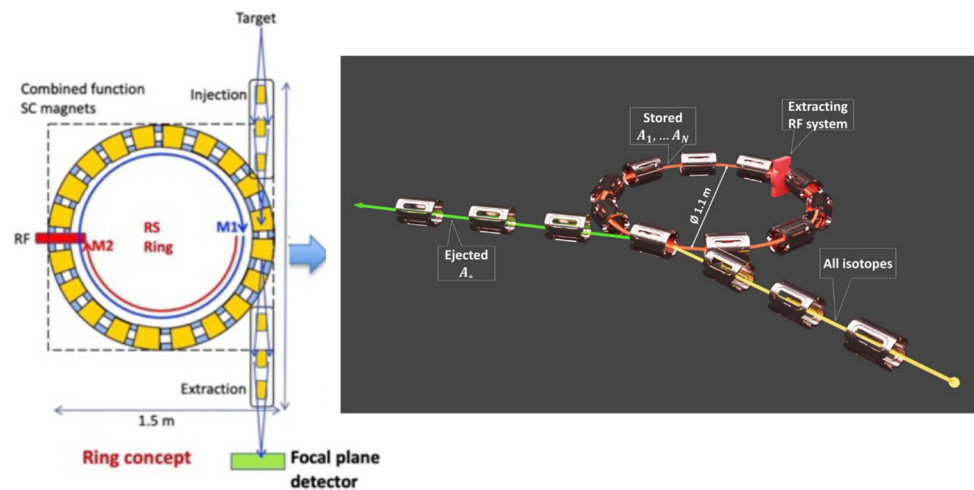 Target
Combined function
SC magnets
Injection
RS
Ring
M1
RF
M2
Extraction
1.5 m
Ring concept
Focal plane
detector
Stored
A₁, … A_N
Extracting
RF system
Ø 1.1 m
Ejected
A*
All isotopes